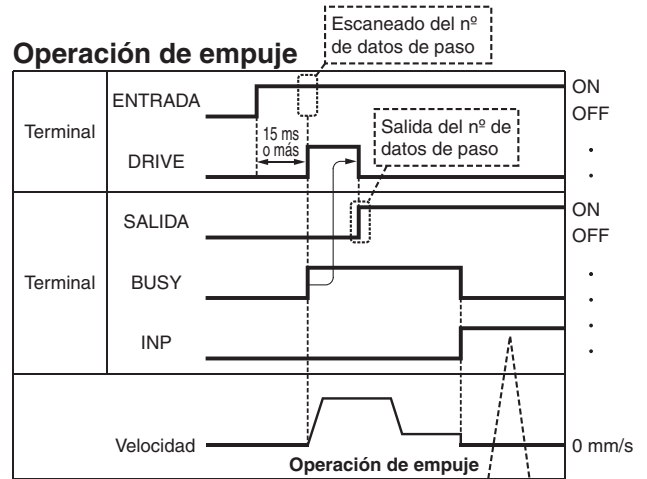 Escaneado del nº
de datos de paso
Operación de empuje
ENTRADA
ON
OFF
Terminal
15 ms
o más
Salida del nº de
datos de paso
DRIVE
SALIDA
ON
OFF
Terminal
BUSY
INP
Velocidad
0 mm/s
Operación de empuje